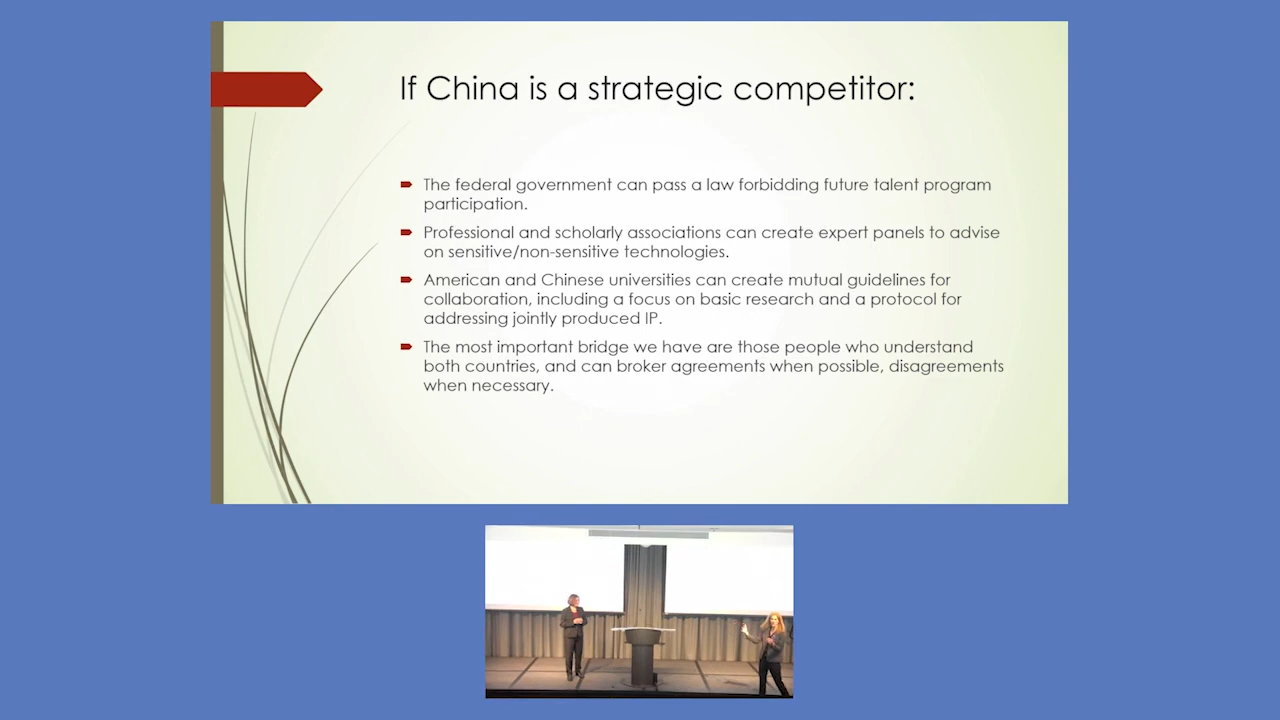 If China is a strategic competitor:
The federal government can pass a law forbidding future talent program
participation.
Professional and scholarly associations can create expert panels to advise
on sensitive/non-sensitive technologies.
American and Chinese universities can create mutual guidelines for
collaboration, including a focus on basic research and a protocol for
addressing jointly produced IP.
The most important bridge we have are those people who understand
both countries, and can broker agreements when possible, disagreements
when necessary.